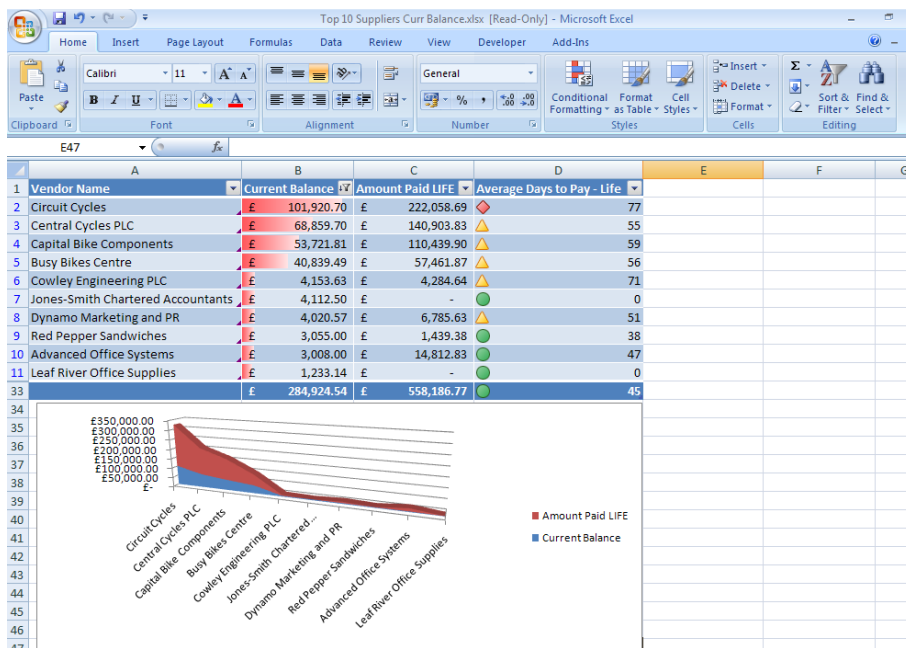 Top 10 Suppliers Curr Balance.xlsx [Read-Only] - Microsoft Excel
Home Insert Page Layout Formulas Data Review View Developer Add-Ins
Calibri 11 A A General Insert Σ
Paste B I U A % , .0 .00 .00 .0 Conditional Formatting Format as Table Cell Styles Delete Format Sort & Filter Find & Select
Clipboard Font Alignment Number Styles Cells Editing
E47 fx
A B C D E F G
1 Vendor Name Current Balance Amount Paid LIFE Average Days to Pay - Life
2 Circuit Cycles £ 101,920.70 £ 222,058.69 77
3 Central Cycles PLC £ 68,859.70 £ 140,903.83 55
4 Capital Bike Components £ 53,721.81 £ 110,439.90 59
5 Busy Bikes Centre £ 40,839.49 £ 57,461.87 56
6 Cowley Engineering PLC £ 4,153.63 £ 4,284.64 71
7 Jones-Smith Chartered Accountants £ 4,112.50 £ - 0
8 Dynamo Marketing and PR £ 4,020.57 £ 6,785.63 51
9 Red Pepper Sandwiches £ 3,055.00 £ 1,439.38 38
10 Advanced Office Systems £ 3,008.00 £ 14,812.83 47
11 Leaf River Office Supplies £ 1,233.14 £ - 0
33 £ 284,924.54 £ 558,186.77 45
34
35
36
37
38
39
40
41
42
43
44
45
46
47
£350,000.00
£300,000.00
£250,000.00
£200,000.00
£150,000.00
£100,000.00
£50,000.00
£-
Circuit Cycles
Central Cycles PLC
Capital Bike Components
Busy Bikes Centre
Cowley Engineering PLC
Jones-Smith Chartered...
Dynamo Marketing and PR
Red Pepper Sandwiches
Advanced Office Systems
Leaf River Office Supplies
Amount Paid LIFE
Current Balance